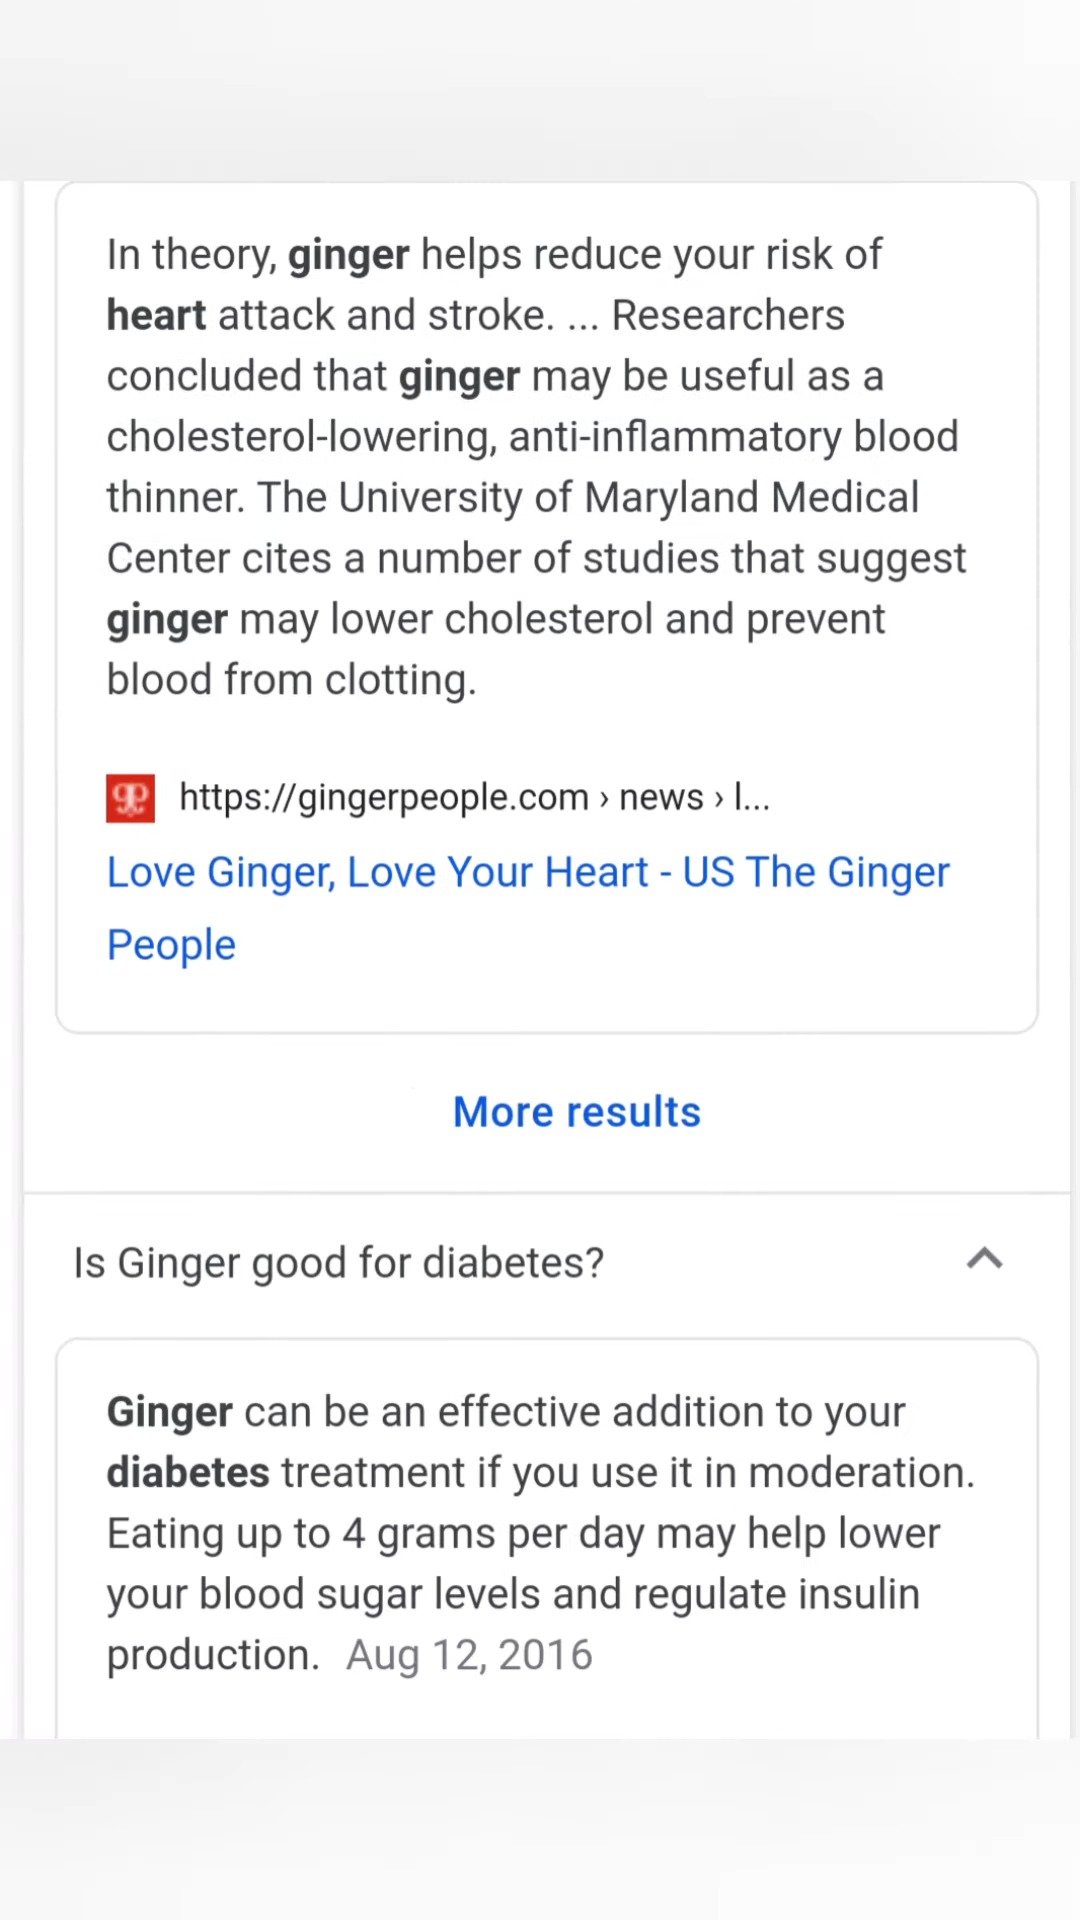 In theory, ginger helps reduce your risk of
heart attack and stroke. ... Researchers
concluded that ginger may be useful as a
cholesterol-lowering, anti-inflammatory blood
thinner. The University of Maryland Medical
Center cites a number of studies that suggest
ginger may lower cholesterol and prevent
blood from clotting.
https://gingerpeople.com › news › l...
Love Ginger, Love Your Heart - US The Ginger
People
More results
Is Ginger good for diabetes?
Ginger can be an effective addition to your
diabetes treatment if you use it in moderation.
Eating up to 4 grams per day may help lower
your blood sugar levels and regulate insulin
production. Aug 12, 2016